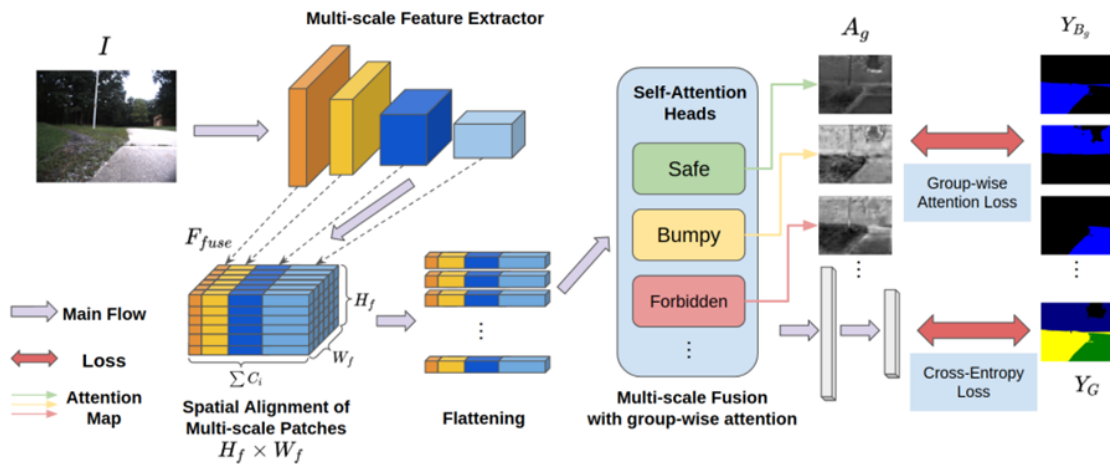 Multi-scale Feature Extractor
I
A_g
Y_{B_g}
Self-Attention
Heads
Safe
Bumpy
Forbidden
⋮
Group-wise
Attention Loss
⋮
⋮
F_{fuse}
H_f
W_f
∑ C_i
⋮
Main Flow
Loss
Attention
Map
Spatial Alignment of
Multi-scale Patches
H_f × W_f
Flattening
Multi-scale Fusion
with group-wise attention
Cross-Entropy
Loss
Y_G